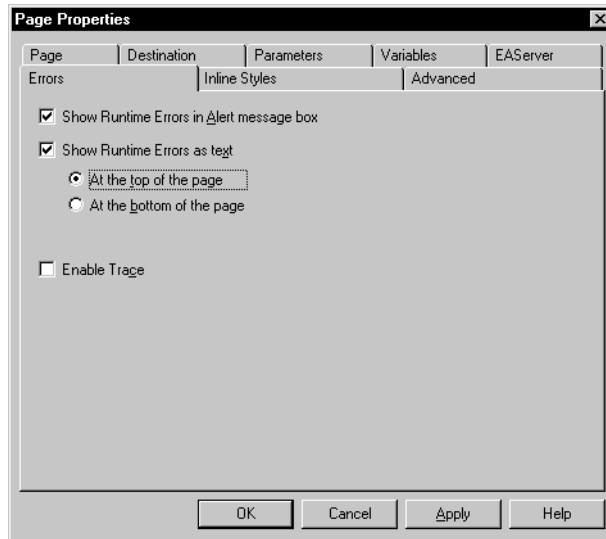 Page Properties
Page Destination Parameters Variables EAServer
Errors Inline Styles Advanced
Show Runtime Errors in Alert message box
Show Runtime Errors as text
At the top of the page
At the bottom of the page
Enable Trace
OK Cancel Apply Help